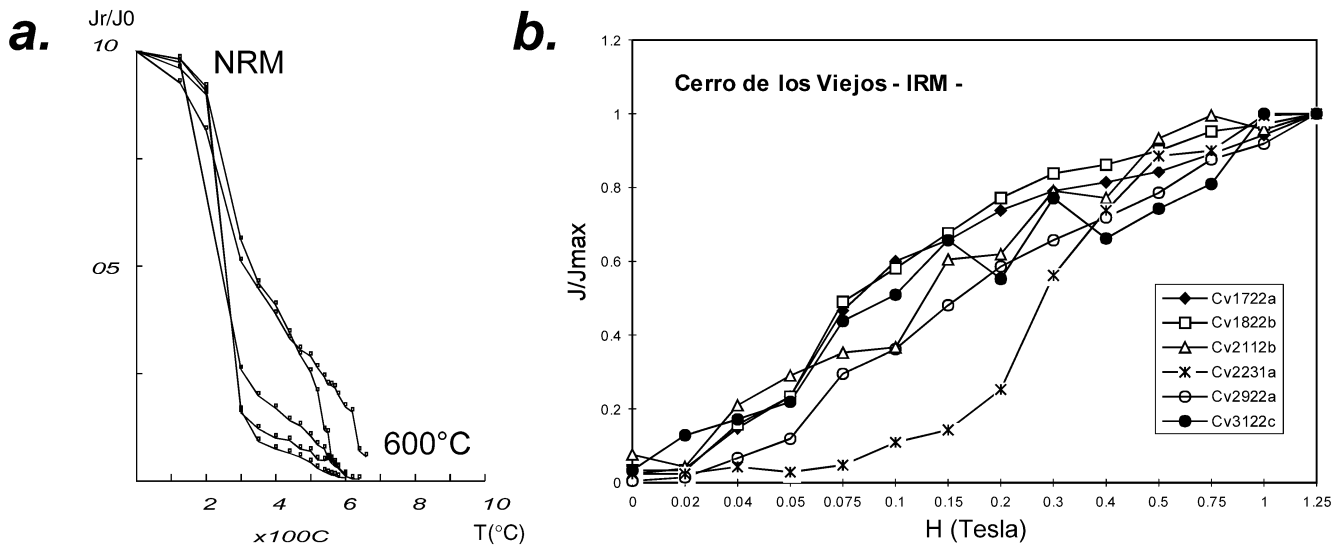 a.
Jr/J0
10
NRM
05
600°C
2 4 6 8 10
x100C
T(°C)
b.
1.2
Cerro de los Viejos - IRM -
1
0.8
0.6
0.4
0.2
0
J/Jmax
Cv1722a
Cv1822b
Cv2112b
Cv2231a
Cv2922a
Cv3122c
0 0.02 0.04 0.05 0.075 0.1 0.15 0.2 0.3 0.4 0.5 0.75 1 1.25
H (Tesla)